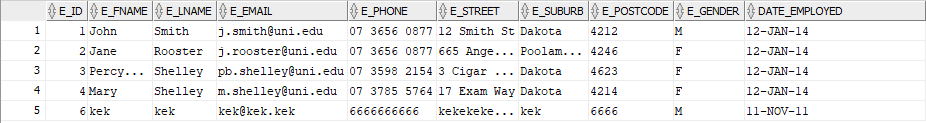 E_ID E_FNAME E_LNAME E_EMAIL E_PHONE E_STREET E_SUBURB E_POSTCODE E_GENDER DATE_EMPLOYED
1 1 John Smith j.smith@uni.edu 07 3656 0877 12 Smith St Dakota 4212 M 12-JAN-14
2 2 Jane Rooster j.rooster@uni.edu 07 3656 0877 665 Ange... Poolam... 4246 F 12-JAN-14
3 3 Percy... Shelley pb.shelley@uni.edu 07 3598 2154 3 Cigar ... Dakota 4623 F 12-JAN-14
4 4 Mary Shelley m.shelley@uni.edu 07 3785 5764 17 Exam Way Dakota 4214 F 12-JAN-14
5 6 kek kek kek@kek.kek 6666666666 kekekeke... kek 6666 M 11-NOV-11